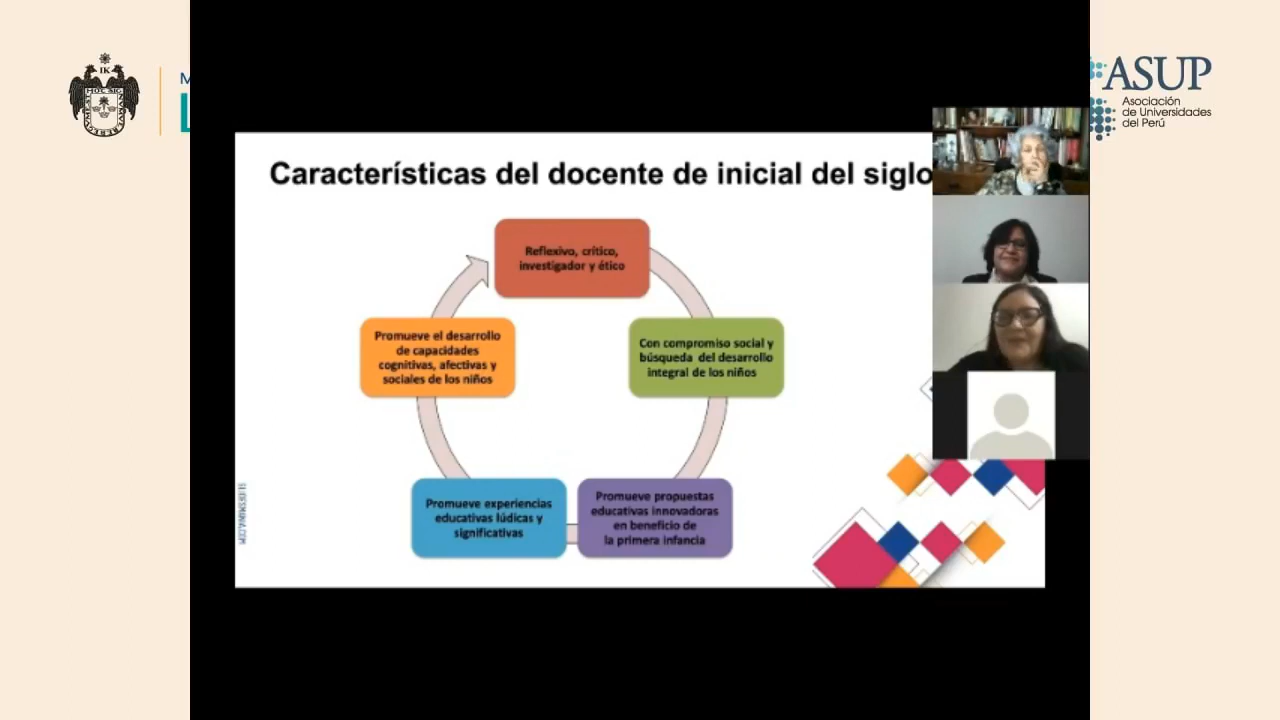 IK
M
L
ASUP
Asociación
de Universidades
del Perú
Características del docente de inicial del siglo
Reflexivo, crítico,
investigador y ético
Promueve el desarrollo
de capacidades
cognitivas, afectivas y
sociales de los niños
Con compromiso social y
búsqueda del desarrollo
integral de los niños
Promueve experiencias
educativas lúdicas y
significativas
Promueve propuestas
educativas innovadoras
en beneficio de
la primera infancia